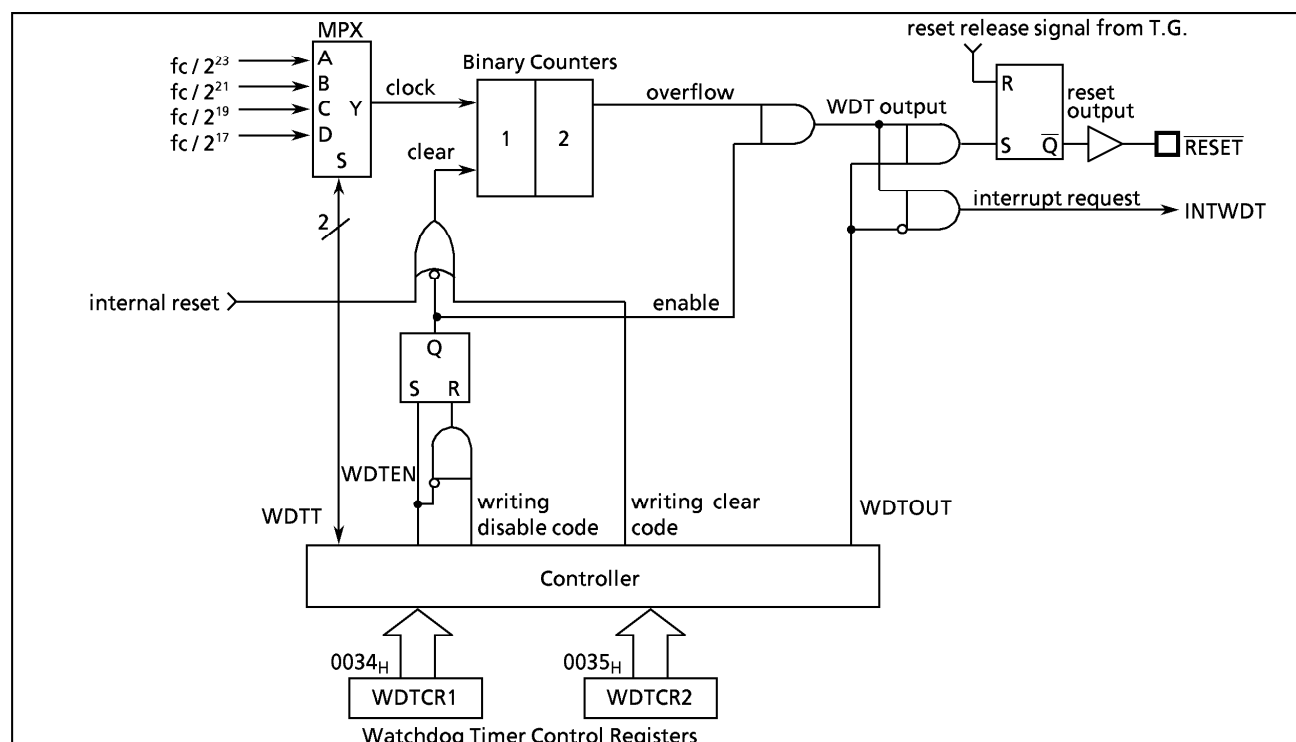 reset release signal from T.G.
MPX
Binary Counters
fc / 2²³
fc / 2²¹
fc / 2¹⁹
fc / 2¹⁷
A
B
C
D
Y
S
clock
clear
1
2
overflow
WDT output
R
S
Q̅
reset
output
R̅E̅S̅E̅T̅
interrupt request
INTWDT
2
internal reset
enable
Q
S R
WDTEN
WDTT
writing
disable code
writing clear
code
WDTOUT
Controller
0034H
0035H
WDTCR1
WDTCR2
Watchdog Timer Control Registers